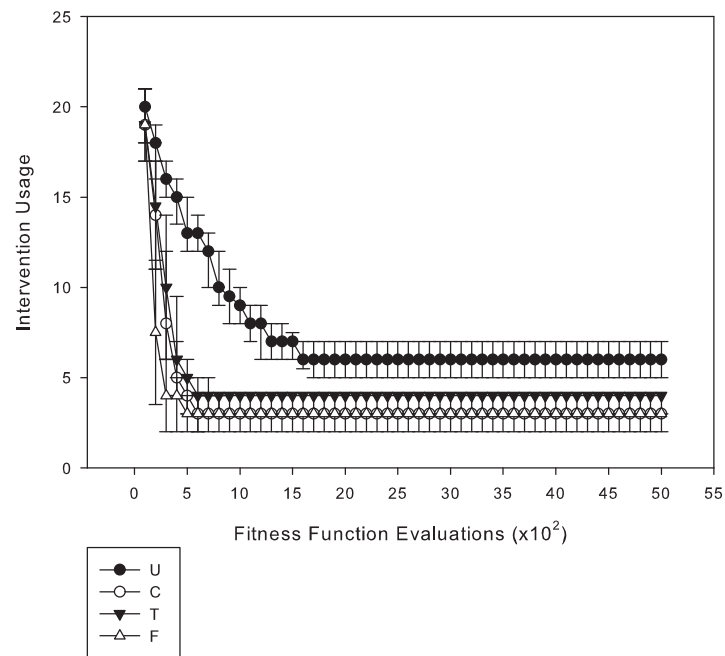 25
20
15
10
5
0
Intervention Usage
0 5 10 15 20 25 30 35 40 45 50 55
Fitness Function Evaluations (x10²)
U
C
T
F